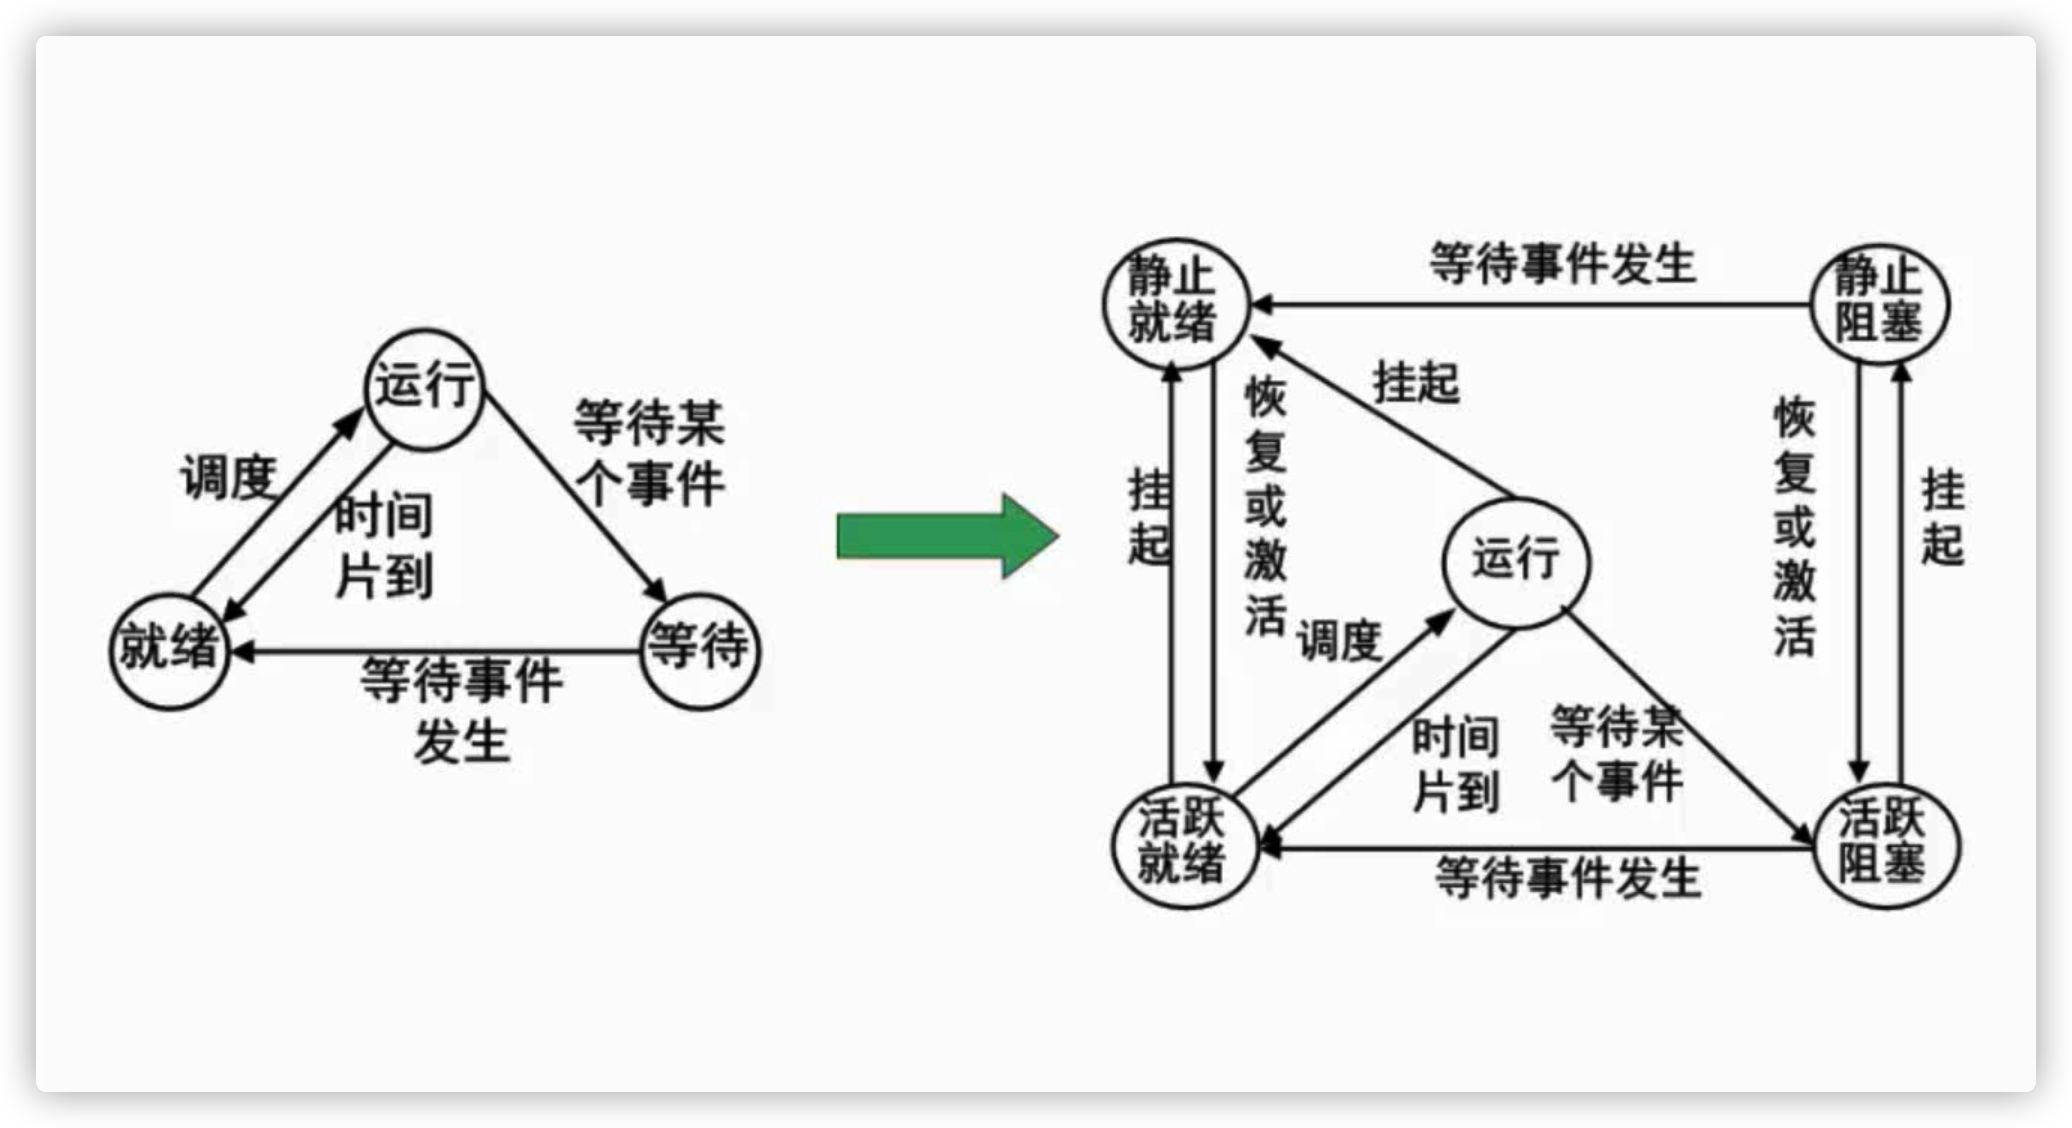 运行
调度
等待某
个事件
时间
片到
就绪
等待
等待事件
发生
静止
就绪
等待事件发生
静止
阻塞
挂起
挂起
恢复或激活
运行
恢复或激活
挂起
调度
时间
片到
等待某
个事件
活跃
就绪
等待事件发生
活跃
阻塞